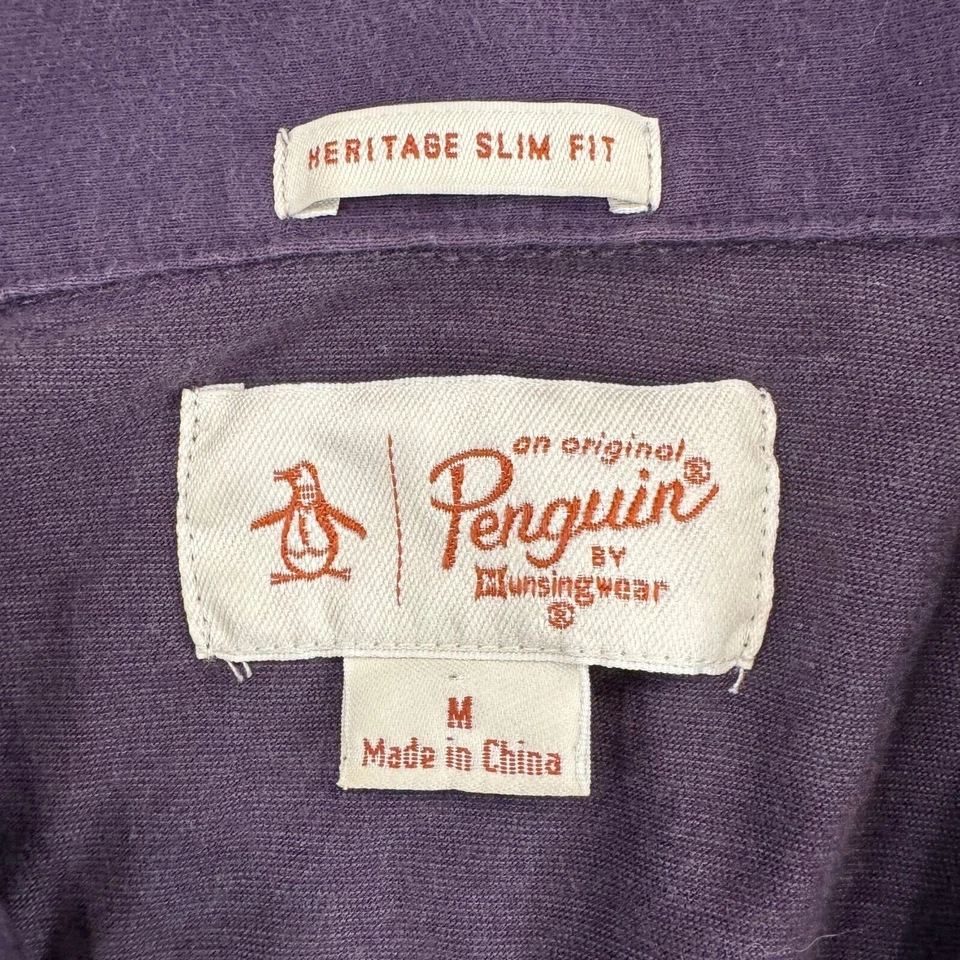 HERITAGE SLIM FIT
an original
Penguin®
BY
Munsingwear
®
M
Made in China